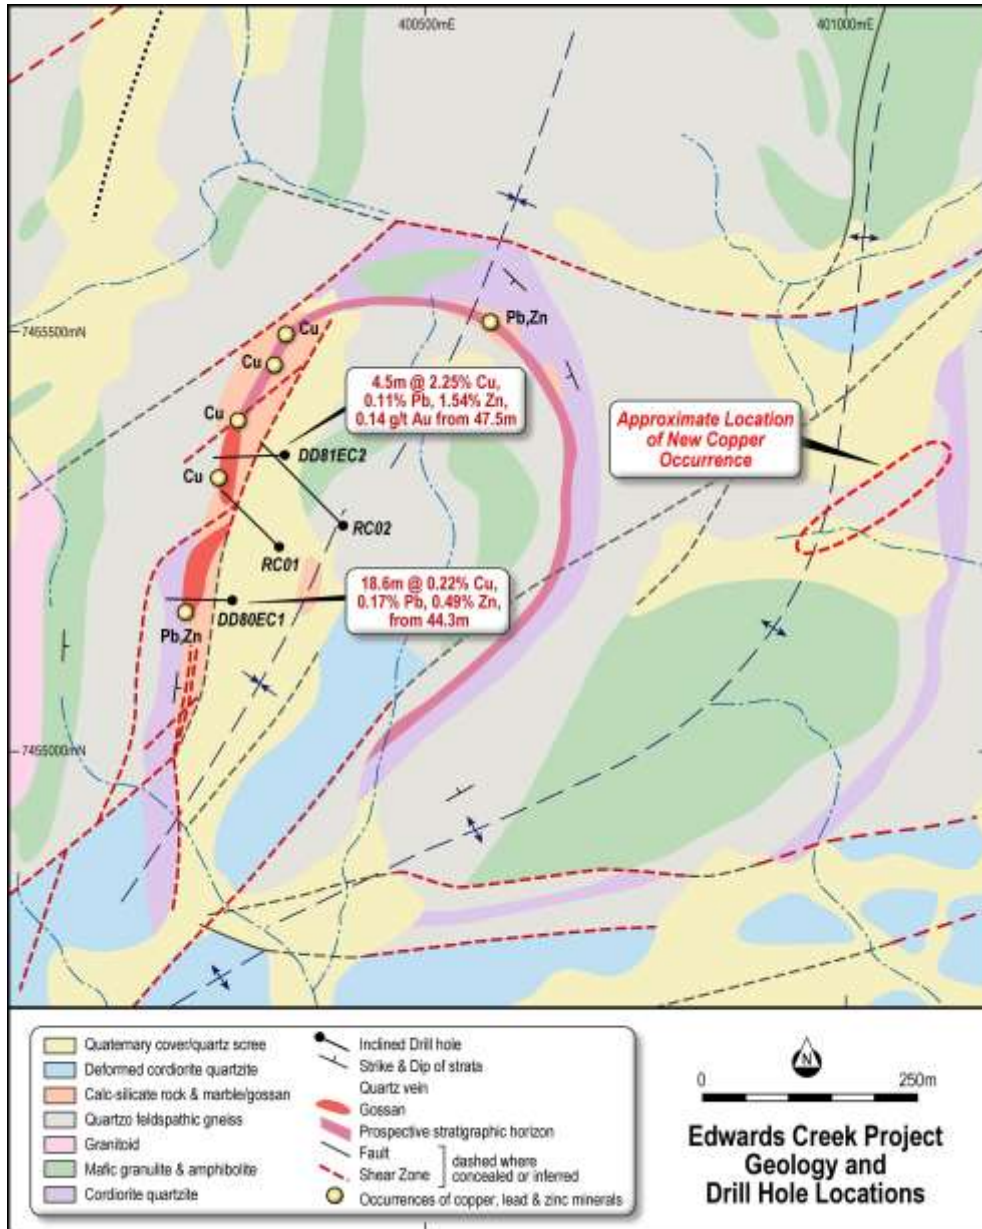 400500mE
401000mE
7455500mN
Pb,Zn
Cu
Cu
4.5m @ 2.25% Cu,
0.11% Pb, 1.54% Zn,
0.14 g/t Au from 47.5m
Approximate Location
of New Copper
Occurrence
Cu
DD81EC2
Cu
RC02
RC01
18.6m @ 0.22% Cu,
0.17% Pb, 0.49% Zn,
from 44.3m
DD80EC1
Pb,Zn
7455000mN
Quaternary cover/quartz scree
Deformed cordiorite quartzite
Calc-silicate rock & marble/gossan
Quartzo feldspathic gneiss
Granitoid
Mafic granulite & amphibolite
Cordiorite quartzite
Inclined Drill hole
Strike & Dip of strata
Quartz vein
Gossan
Prospective stratigraphic horizon
Fault
Shear Zone
dashed where
concealed or inferred
Occurrences of copper, lead & zinc minerals
N
0 250m
Edwards Creek Project
Geology and
Drill Hole Locations